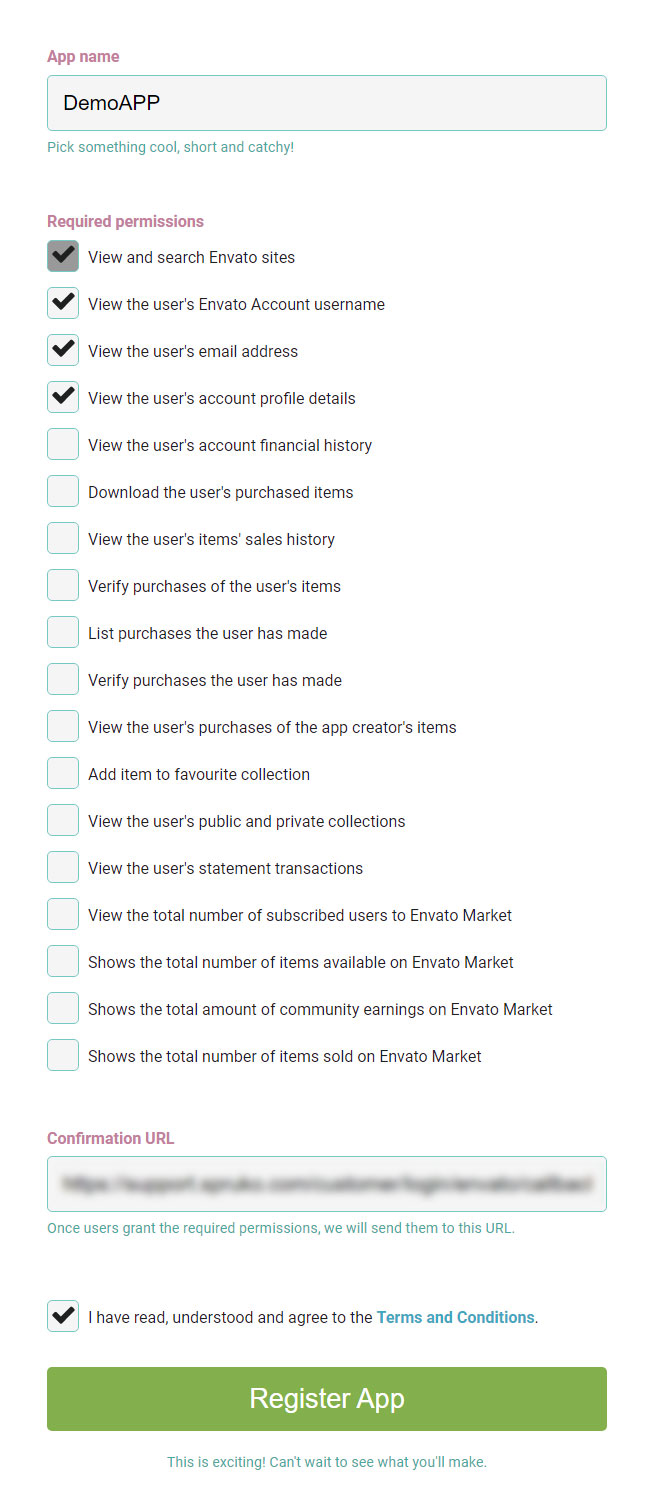 App name
DemoAPP
Pick something cool, short and catchy!
Required permissions
View and search Envato sites
View the user's Envato Account username
View the user's email address
View the user's account profile details
View the user's account financial history
Download the user's purchased items
View the user's items' sales history
Verify purchases of the user's items
List purchases the user has made
Verify purchases the user has made
View the user's purchases of the app creator's items
Add item to favourite collection
View the user's public and private collections
View the user's statement transactions
View the total number of subscribed users to Envato Market
Shows the total number of items available on Envato Market
Shows the total amount of community earnings on Envato Market
Shows the total number of items sold on Envato Market
Confirmation URL
Once users grant the required permissions, we will send them to this URL.
I have read, understood and agree to the Terms and Conditions.
Register App
This is exciting! Can't wait to see what you'll make.